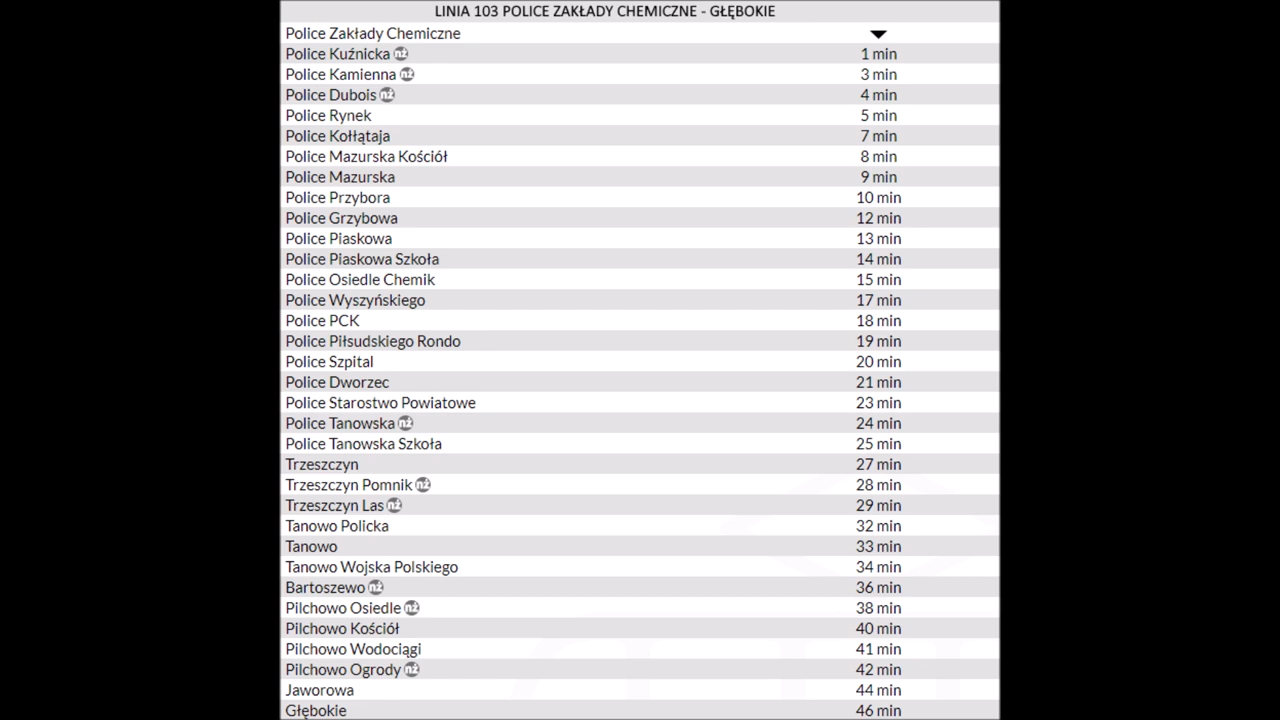 LINIA 103 POLICE ZAKŁADY CHEMICZNE - GŁĘBOKIE
Police Zakłady Chemiczne
Police Kuźnicka nż 1 min
Police Kamienna nż 3 min
Police Dubois nż 4 min
Police Rynek 5 min
Police Kołłątaja 7 min
Police Mazurska Kościół 8 min
Police Mazurska 9 min
Police Przybora 10 min
Police Grzybowa 12 min
Police Piaskowa 13 min
Police Piaskowa Szkoła 14 min
Police Osiedle Chemik 15 min
Police Wyszyńskiego 17 min
Police PCK 18 min
Police Piłsudskiego Rondo 19 min
Police Szpital 20 min
Police Dworzec 21 min
Police Starostwo Powiatowe 23 min
Police Tanowska nż 24 min
Police Tanowska Szkoła 25 min
Trzeszczyn 27 min
Trzeszczyn Pomnik nż 28 min
Trzeszczyn Las nż 29 min
Tanowo Policka 32 min
Tanowo 33 min
Tanowo Wojska Polskiego 34 min
Bartoszewo nż 36 min
Pilchowo Osiedle nż 38 min
Pilchowo Kościół 40 min
Pilchowo Wodociągi 41 min
Pilchowo Ogrody nż 42 min
Jaworowa 44 min
Głębokie 46 min